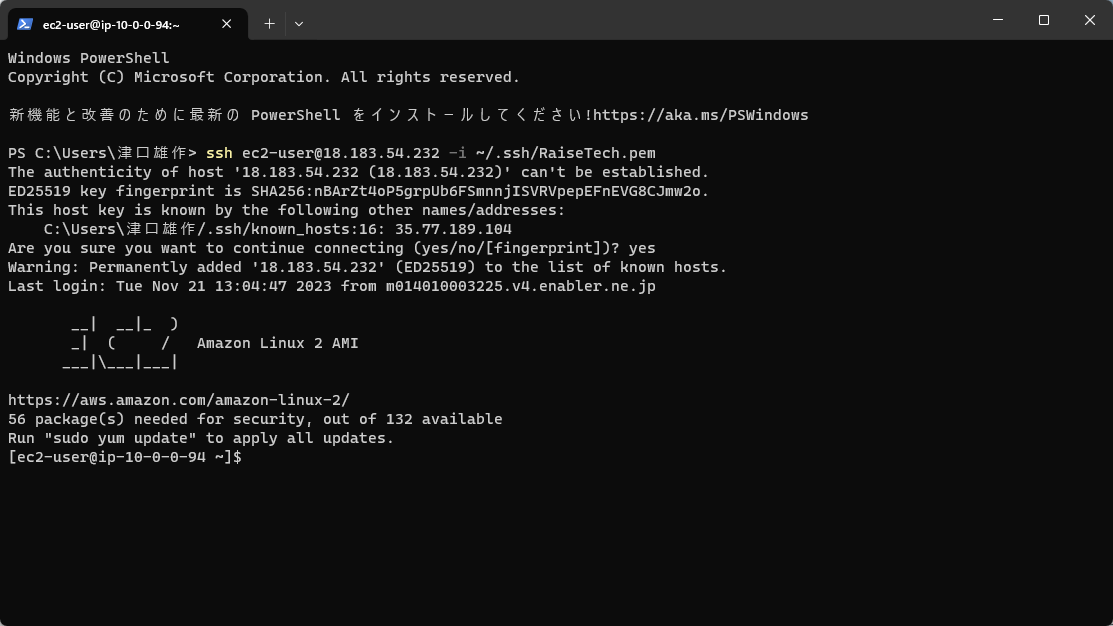 ec2-user@ip-10-0-0-94:~
Windows PowerShell
Copyright (C) Microsoft Corporation. All rights reserved.
新機能と改善のために最新の PowerShell をインストールしてください!https://aka.ms/PSWindows
PS C:\Users\津口雄作> ssh ec2-user@18.183.54.232 -i ~/.ssh/RaiseTech.pem
The authenticity of host '18.183.54.232 (18.183.54.232)' can't be established.
ED25519 key fingerprint is SHA256:nBArZt4oP5grpUb6FSmnnjISVRVpepEFnEVG8CJmw2o.
This host key is known by the following other names/addresses:
    C:\Users\津口雄作/.ssh/known_hosts:16: 35.77.189.104
Are you sure you want to continue connecting (yes/no/[fingerprint])? yes
Warning: Permanently added '18.183.54.232' (ED25519) to the list of known hosts.
Last login: Tue Nov 21 13:04:47 2023 from m014010003225.v4.enabler.ne.jp
       __|  __|_  )
       _|  (     /   Amazon Linux 2 AMI
      ___|\___|___|
https://aws.amazon.com/amazon-linux-2/
56 package(s) needed for security, out of 132 available
Run "sudo yum update" to apply all updates.
[ec2-user@ip-10-0-0-94 ~]$